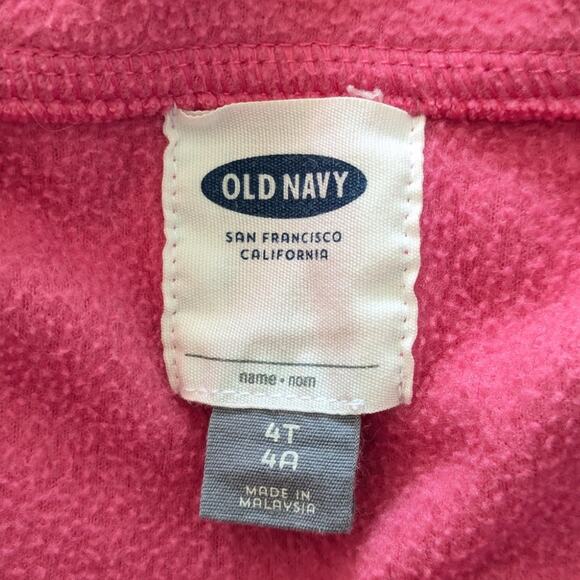 OLD NAVY
SAN FRANCISCO
CALIFORNIA
name • nom
4T
4A
MADE IN
MALAYSIA